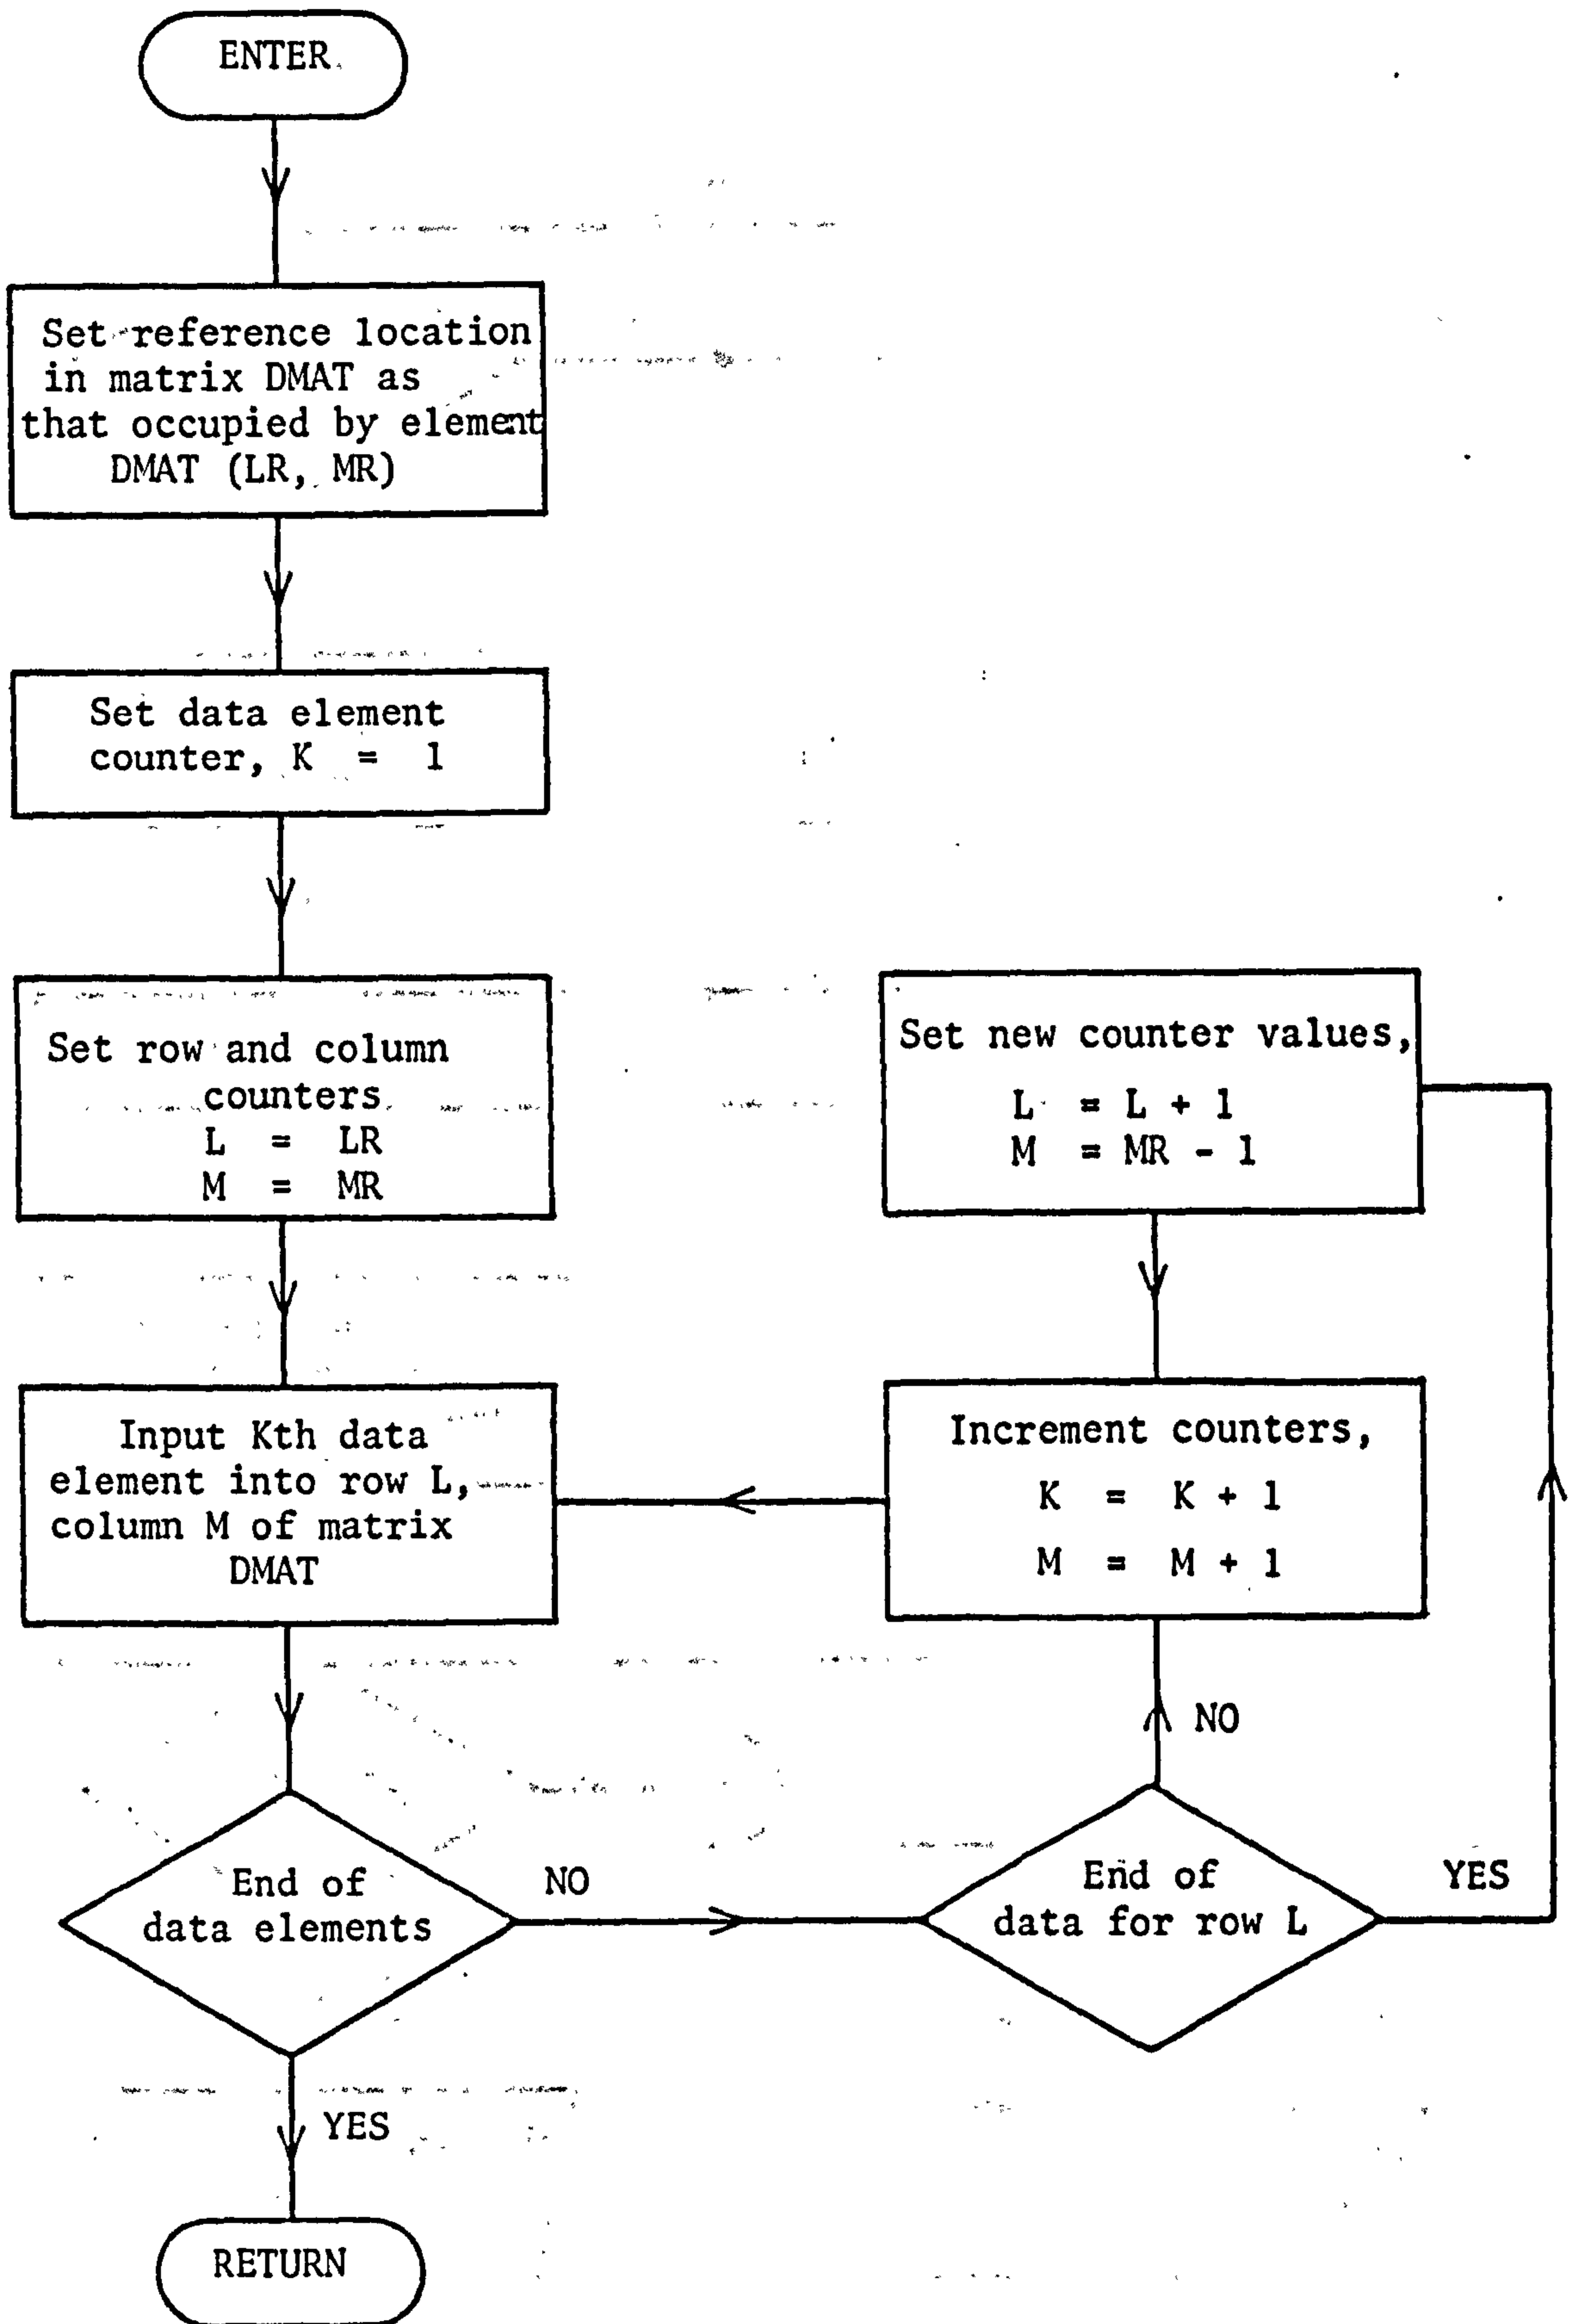 ENTER
Set reference location
in matrix DMAT as
that occupied by element
DMAT (LR, MR)
Set data element
counter, K = 1
Set row and column
counters
L = LR
M = MR
Set new counter values,
L = L + 1
M = MR - 1
Input Kth data
element into row L,
column M of matrix
DMAT
Increment counters,
K = K + 1
M = M + 1
NO
End of
data elements
NO
End of
data for row L
YES
YES
RETURN